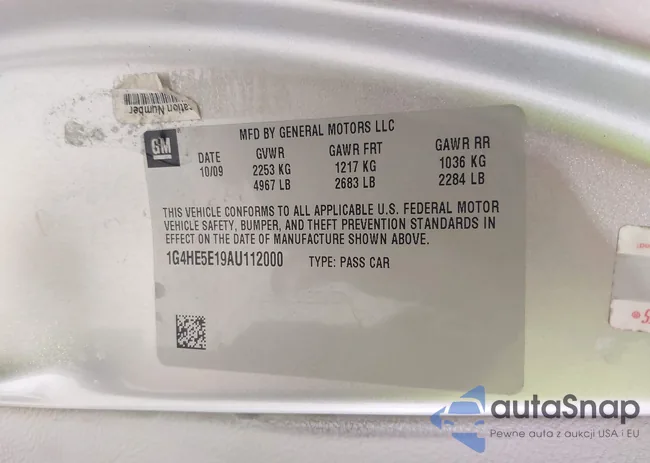 cation Number
MFD BY GENERAL MOTORS LLC
GM
DATE GVWR GAWR FRT GAWR RR
10/09 2253 KG 1217 KG 1036 KG
4967 LB 2683 LB 2284 LB
THIS VEHICLE CONFORMS TO ALL APPLICABLE U.S. FEDERAL MOTOR
VEHICLE SAFETY, BUMPER, AND THEFT PREVENTION STANDARDS IN
EFFECT ON THE DATE OF MANUFACTURE SHOWN ABOVE.
1G4HE5E19AU112000 TYPE: PASS CAR
autaSnap
Pewne auta z aukcji USA i EU